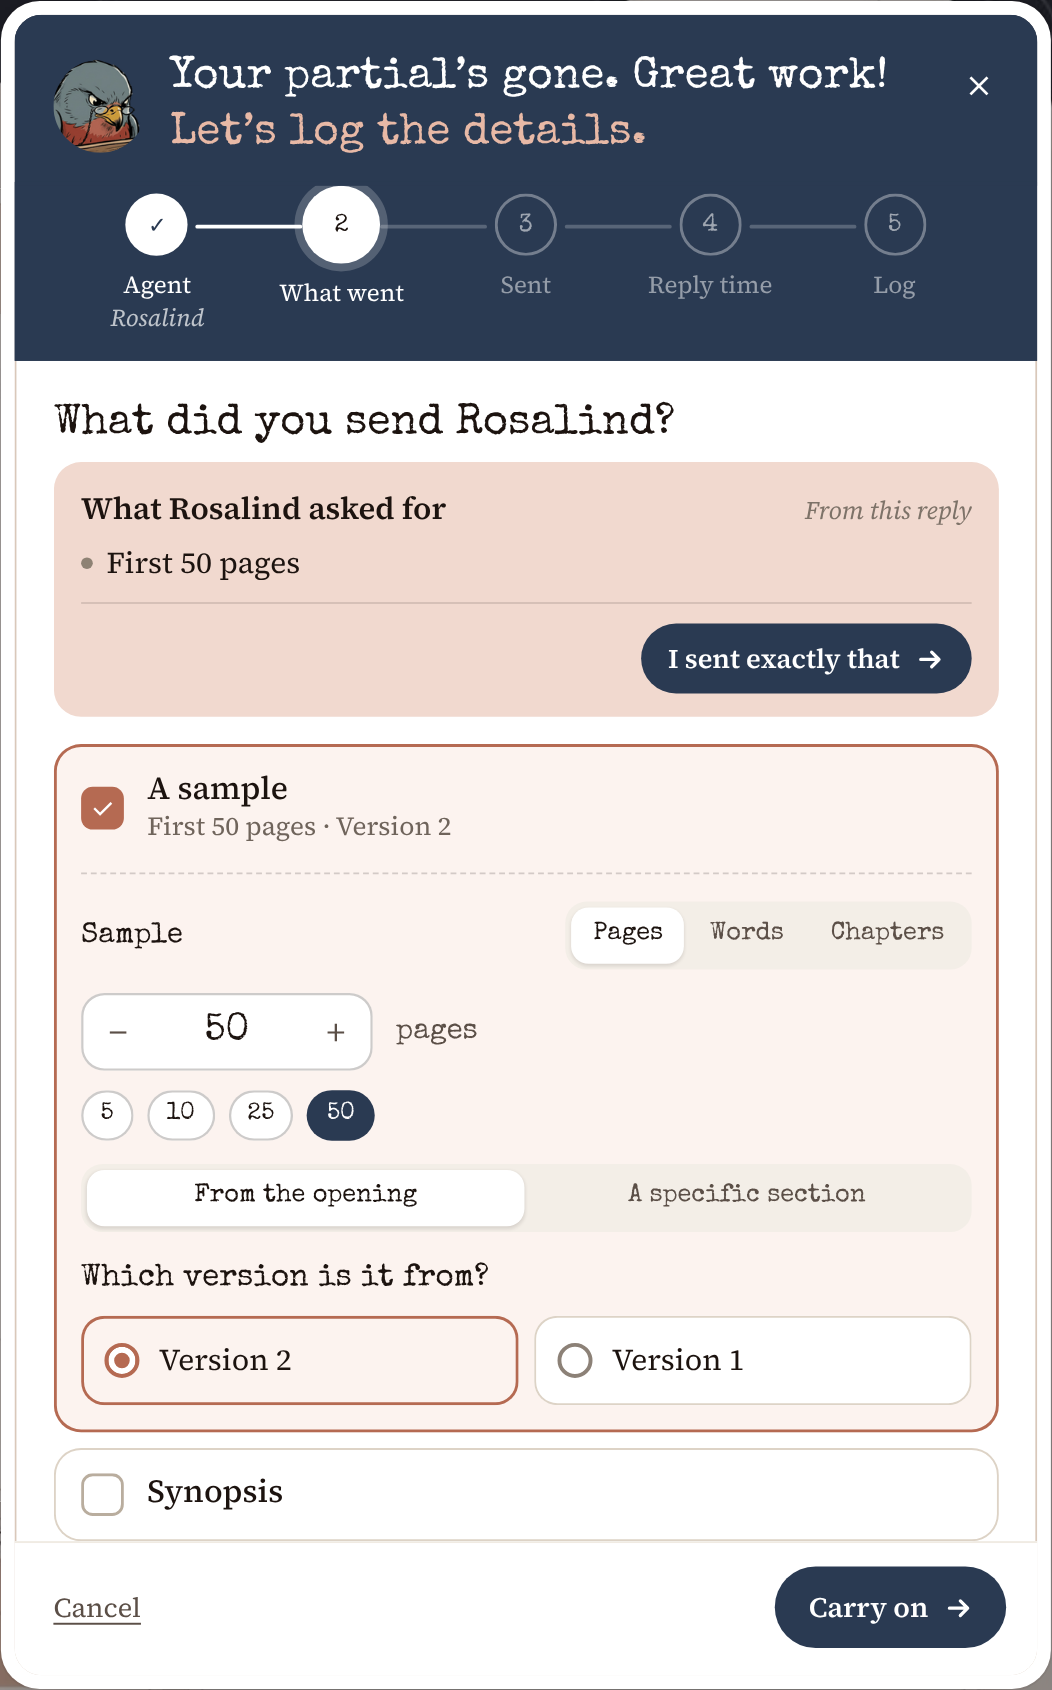 Your partial’s gone. Great work!
Let’s log the details.
✓
2
3
4
5
Agent
Rosalind
What went
Sent
Reply time
Log
What did you send Rosalind?
What Rosalind asked for
From this reply
First 50 pages
I sent exactly that →
A sample
First 50 pages · Version 2
Sample
Pages
Words
Chapters
− 50 + pages
5
10
25
50
From the opening
A specific section
Which version is it from?
Version 2
Version 1
Synopsis
Cancel
Carry on →